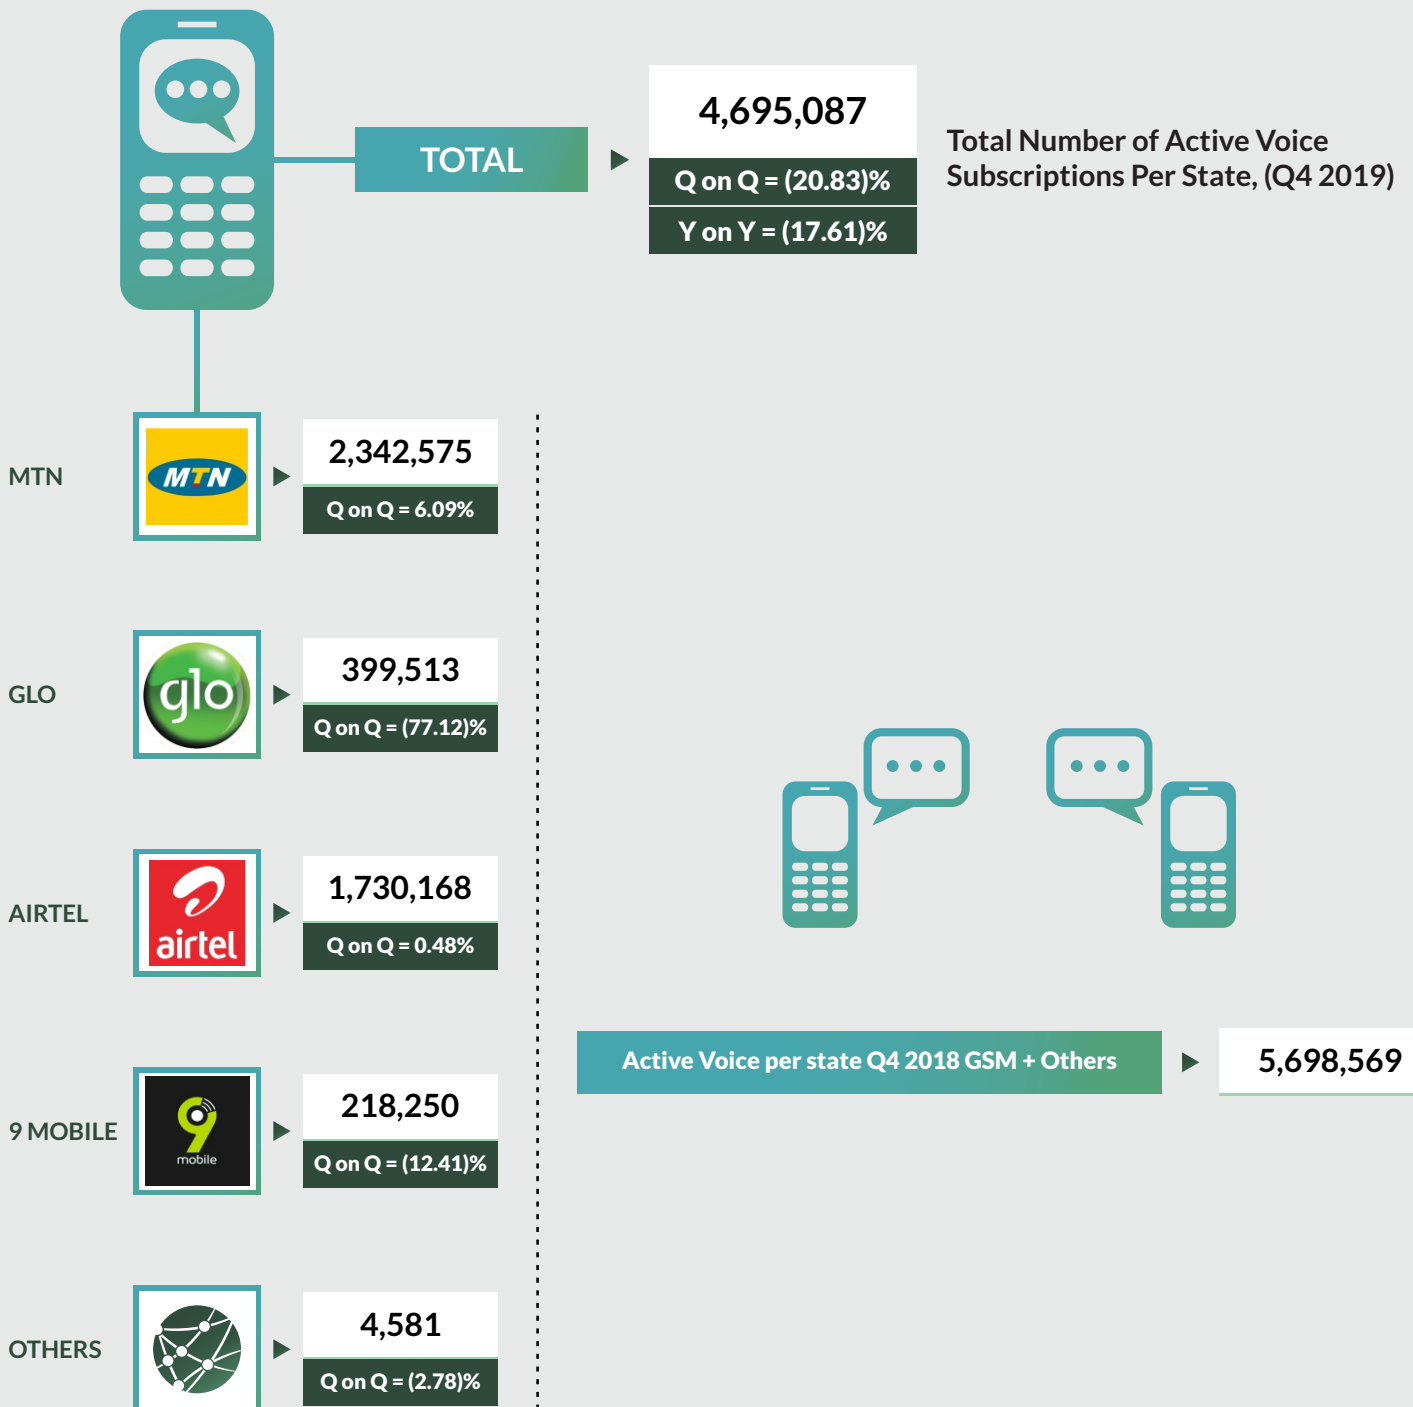 TOTAL
4,695,087
Q on Q = (20.83)%
Y on Y = (17.61)%
Total Number of Active Voice
Subscriptions Per State, (Q4 2019)
MTN
MTN
2,342,575
Q on Q = 6.09%
GLO
glo
399,513
Q on Q = (77.12)%
AIRTEL
airtel
1,730,168
Q on Q = 0.48%
Active Voice per state Q4 2018 GSM + Others
5,698,569
9 MOBILE
9
mobile
218,250
Q on Q = (12.41)%
OTHERS
4,581
Q on Q = (2.78)%